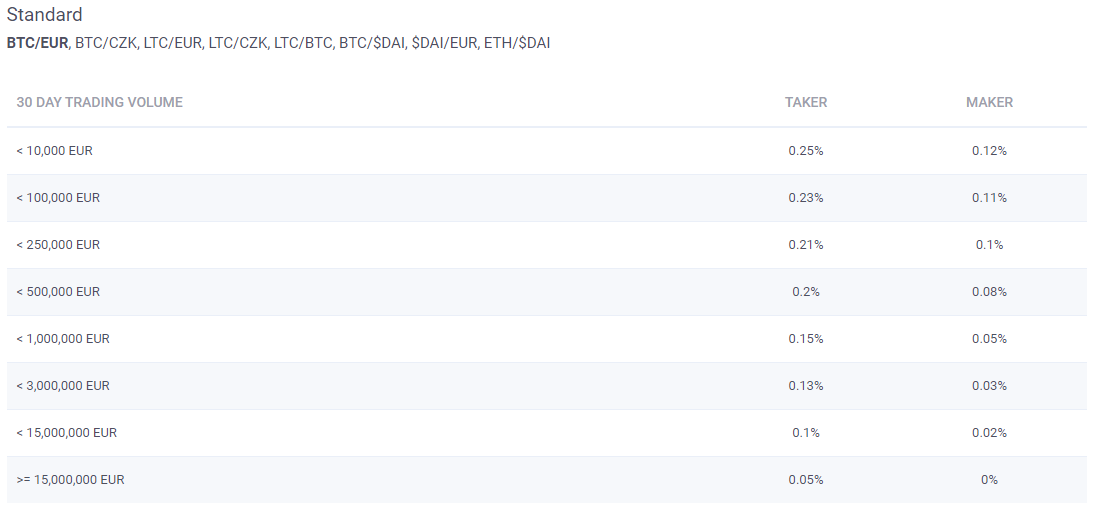 Standard
BTC/EUR, BTC/CZK, LTC/EUR, LTC/CZK, LTC/BTC, BTC/$DAI, $DAI/EUR, ETH/$DAI
30 DAY TRADING VOLUME TAKER MAKER
< 10,000 EUR 0.25% 0.12%
< 100,000 EUR 0.23% 0.11%
< 250,000 EUR 0.21% 0.1%
< 500,000 EUR 0.2% 0.08%
< 1,000,000 EUR 0.15% 0.05%
< 3,000,000 EUR 0.13% 0.03%
< 15,000,000 EUR 0.1% 0.02%
>= 15,000,000 EUR 0.05% 0%